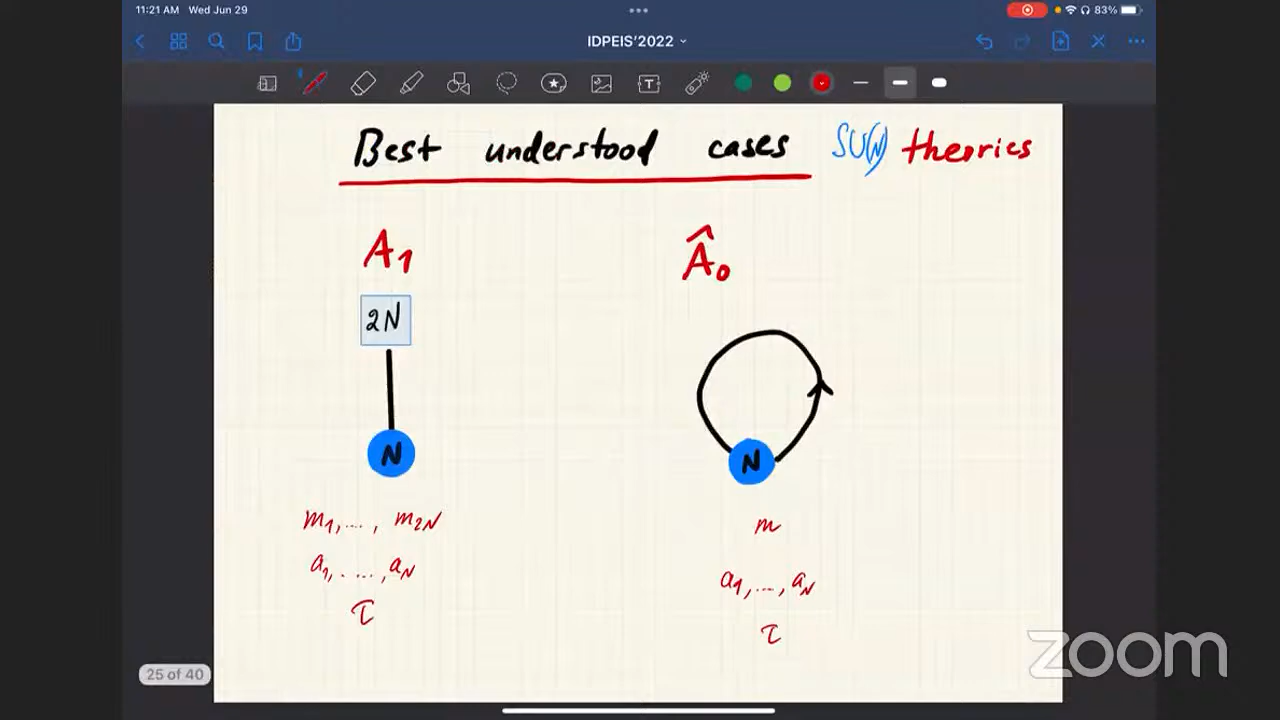 11:21 AM Wed Jun 29
83%
IDPEIS'2022
Best understood cases SU(N) theories
A₁
Â₀
2N
N
N
m₁, ..., m₂N
a₁, ....., aN
τ
m
a₁, ..., aN
τ
25 of 40
zoom